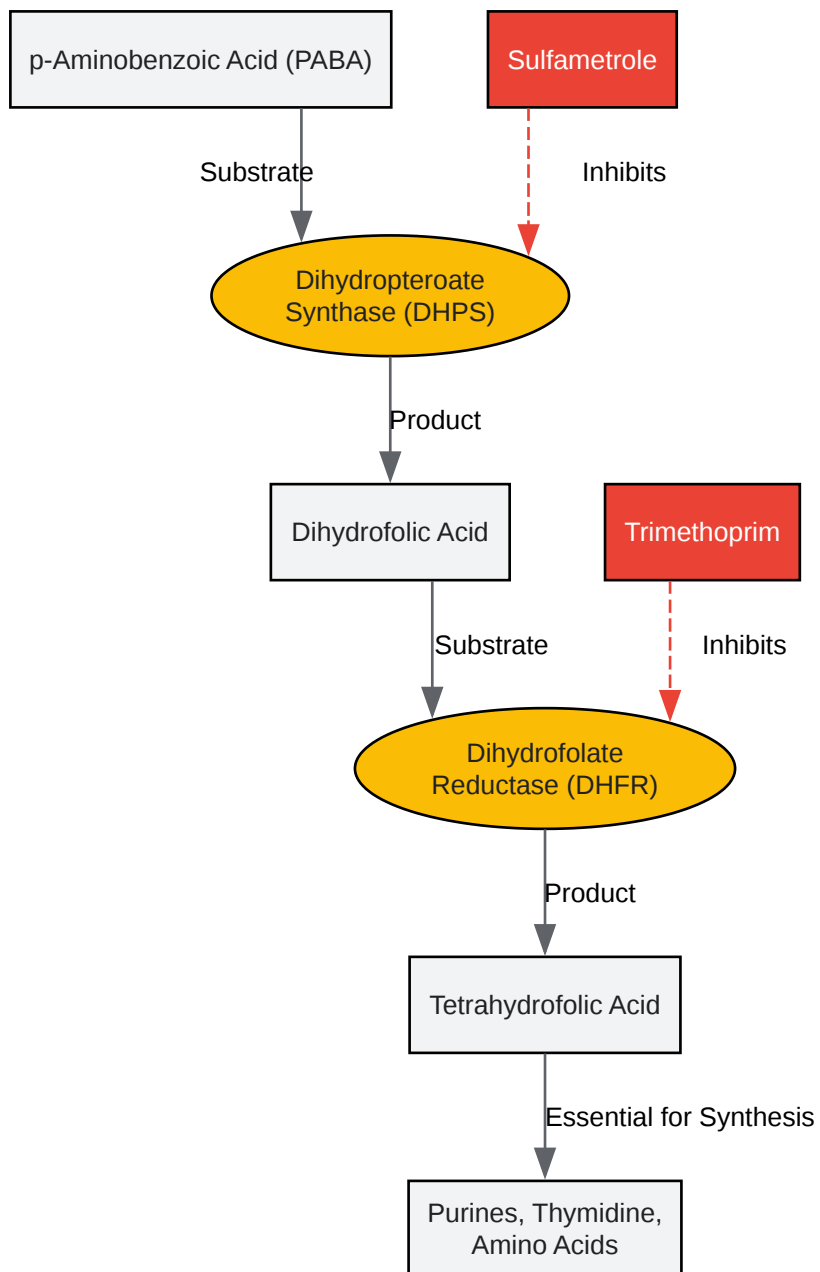 p-Aminobenzoic Acid (PABA)
Sulfametrole
Substrate
Inhibits
Dihydropteroate
Synthase (DHPS)
Product
Dihydrofolic Acid
Trimethoprim
Substrate
Inhibits
Dihydrofolate
Reductase (DHFR)
Product
Tetrahydrofolic Acid
Essential for Synthesis
Purines, Thymidine,
Amino Acids